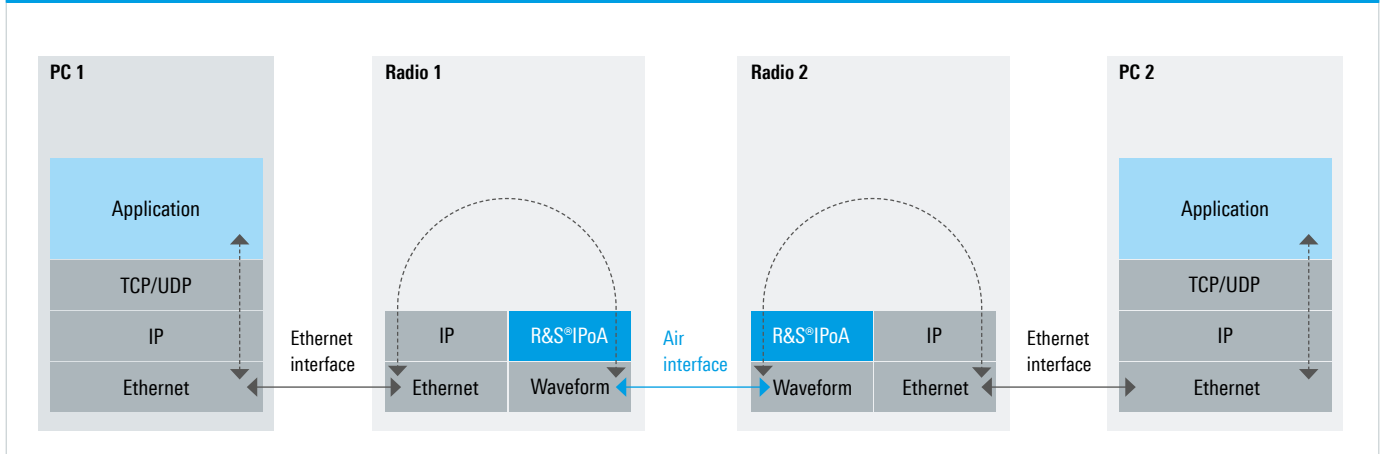 PC 1
Radio 1
Radio 2
PC 2
Application
TCP/UDP
IP
Ethernet
Ethernet
interface
IP
R&S®IPoA
Ethernet
Waveform
Air
interface
R&S®IPoA
IP
Waveform
Ethernet
Ethernet
interface
Application
TCP/UDP
IP
Ethernet